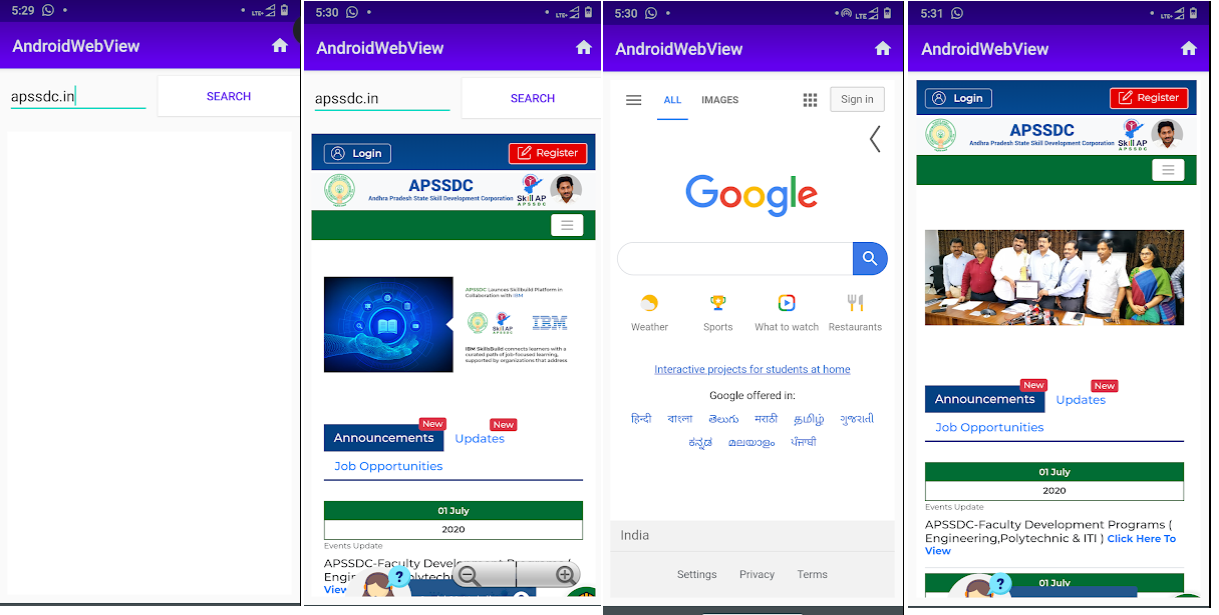 5:29
LTE+
AndroidWebView
apssdc.in
SEARCH
5:30
LTE+
AndroidWebView
apssdc.in
SEARCH
Login
Register
APSSDC
Andhra Pradesh State Skill Development Corporation
Skill AP
APSSDC
APSSDC Launces Skillbuild Platform in
Collaboration with IBM
Skill AP
IBM
IBM SkillsBuild connects learners with a
curated path of job-focused learning,
supported by organizations that address
New
New
Announcements
Updates
Job Opportunities
01 July
2020
Events Update
APSSDC-Faculty Development Programs (
View
?
5:30
LTE
AndroidWebView
ALL
IMAGES
Sign in
Google
Weather
Sports
What to watch
Restaurants
Interactive projects for students at home
Google offered in:
हिन्दी বাংলা తెలుగు मराठी தமிழ் ગુજરાતી
ಕನ್ನಡ മലയാളം ਪੰਜਾਬੀ
India
Settings
Privacy
Terms
5:31
LTE+
AndroidWebView
Login
Register
APSSDC
Andhra Pradesh State Skill Development Corporation
Skill AP
APSSDC
New
New
Announcements
Updates
Job Opportunities
01 July
2020
Events Update
APSSDC-Faculty Development Programs (
Engineering,Polytechnic & ITI ) Click Here To
View
01 July
?